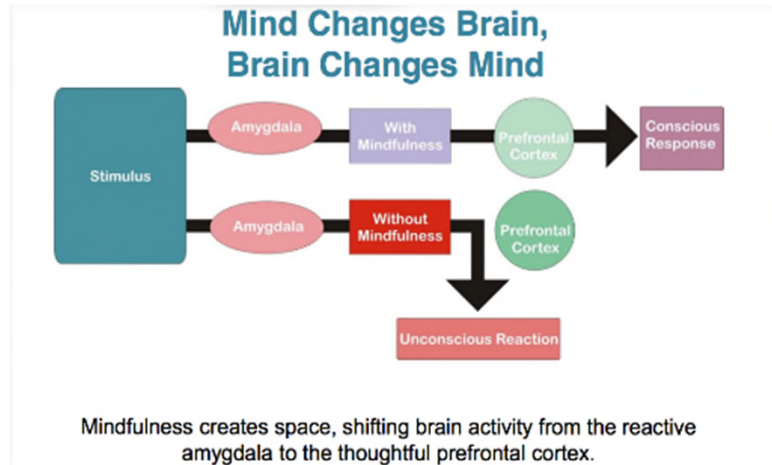 Mind Changes Brain,
Brain Changes Mind
Stimulus
Amygdala
With
Mindfulness
Prefrontal
Cortex
Conscious
Response
Amygdala
Without
Mindfulness
Prefrontal
Cortex
Unconscious Reaction
Mindfulness creates space, shifting brain activity from the reactive
amygdala to the thoughtful prefrontal cortex.